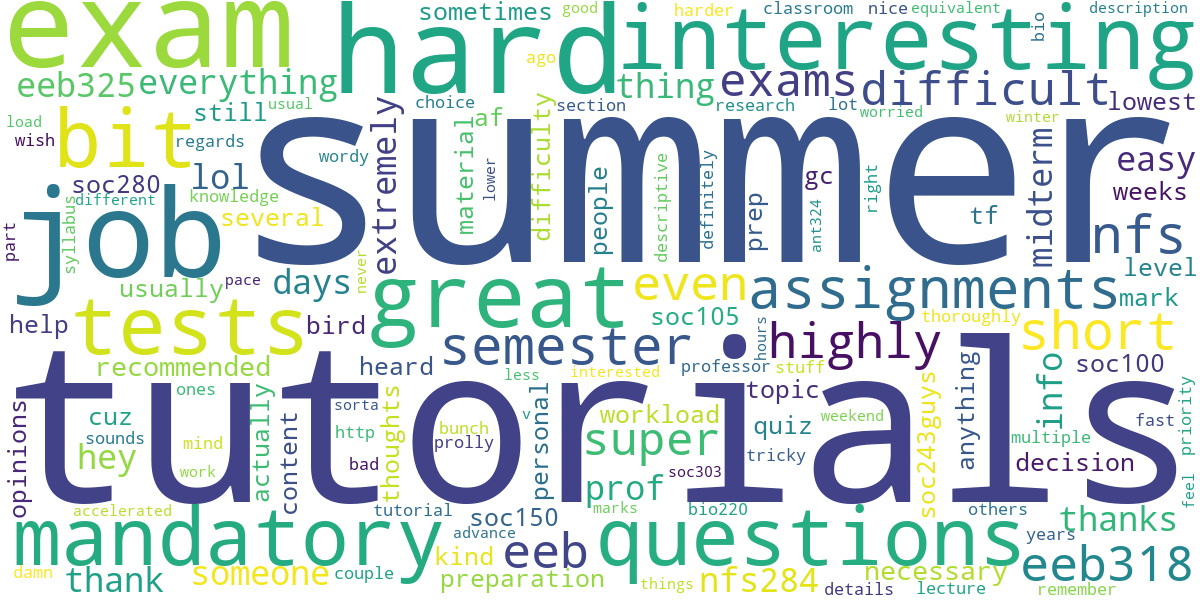 exam
hard
interesting
sometimes
good
harder
classroom
nice
equivalent
description
bio
ago
eeb325
everything
thing
exams
difficult
lowest
load
wish
bit
still
usual
regards
wordy
choice
af
section
research
lot
worried
winter
easy
weeks
soc280
lol
different
knowledge
several
syllabus
part
job
summer
extremely
material
lower
difficulty
people
descriptive
definitely
prep
gc
ant324
right
tf
midterm
nfs
level
mark
usually
pace
days
never
great
even
assignments
help
tests
bird
soc105
thoroughly
short
hours
highly
semester
recommended
heard
less
interested
professor
stuff
topic
soc100
info
ones
sorta
opinions
cuz
sounds
hey
mind
work
actually
content
http
bad
thoughts
bunch
prolly
v
personal
workload
super
prof
soc303
quiz
tricky
weekend
soc243guys
anything
multiple
decision
fast
priority
feel
tutorials
accelerated
tutorial
soc150
advance
marks
bio220
others
years
thanks
mandatory
kind
eeb
questions
eeb318
damn
thank
someone
couple
preparation
things
nfs284
details
necessary
lecture
remember